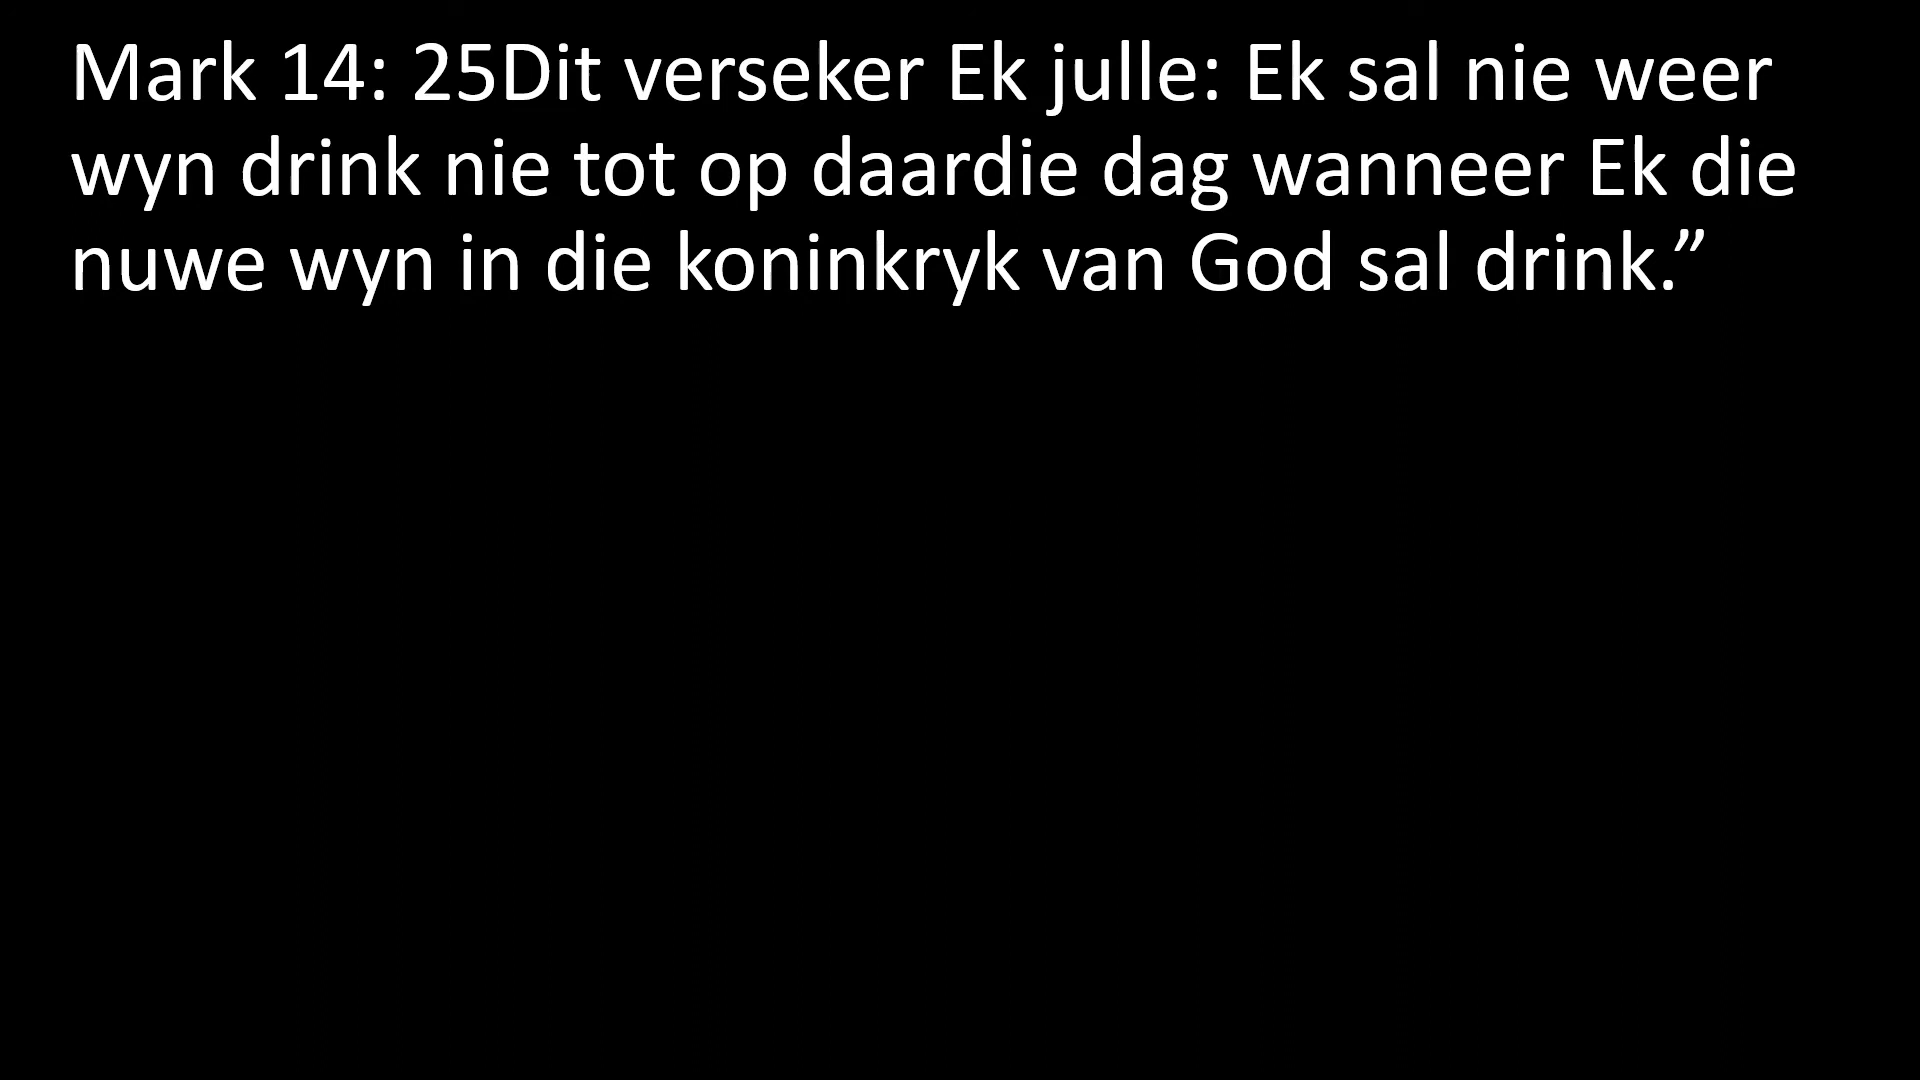 Mark 14: 25Dit verseker Ek julle: Ek sal nie weer
wyn drink nie tot op daardie dag wanneer Ek die
nuwe wyn in die koninkryk van God sal drink.”